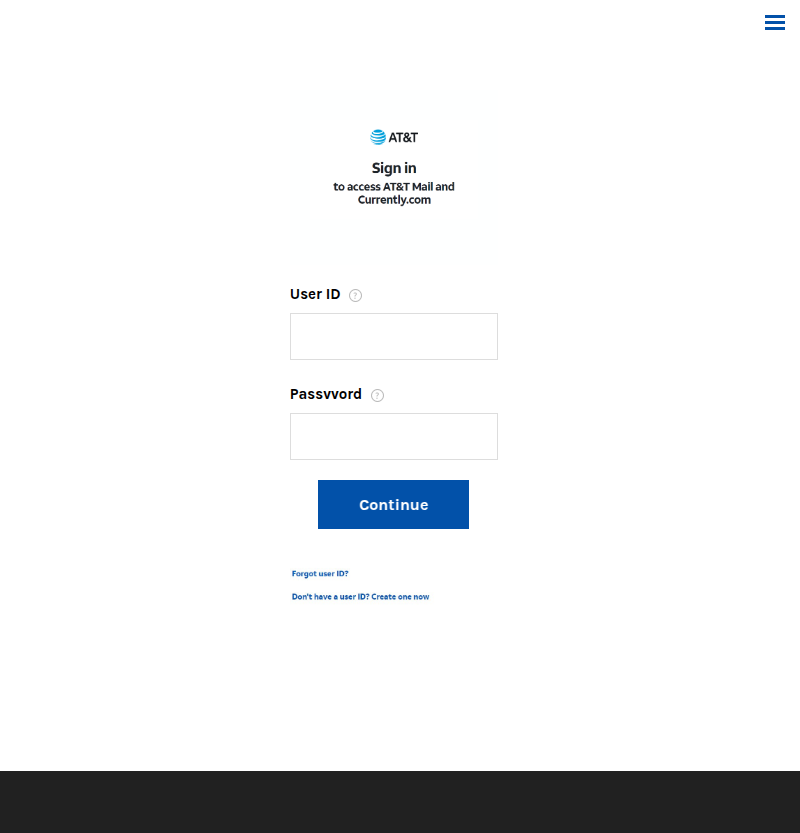 AT&T
Sign in
to access AT&T Mail and
Currently.com
User ID ?
Passvvord ?
Continue
Forgot user ID?
Don't have a user ID? Create one now